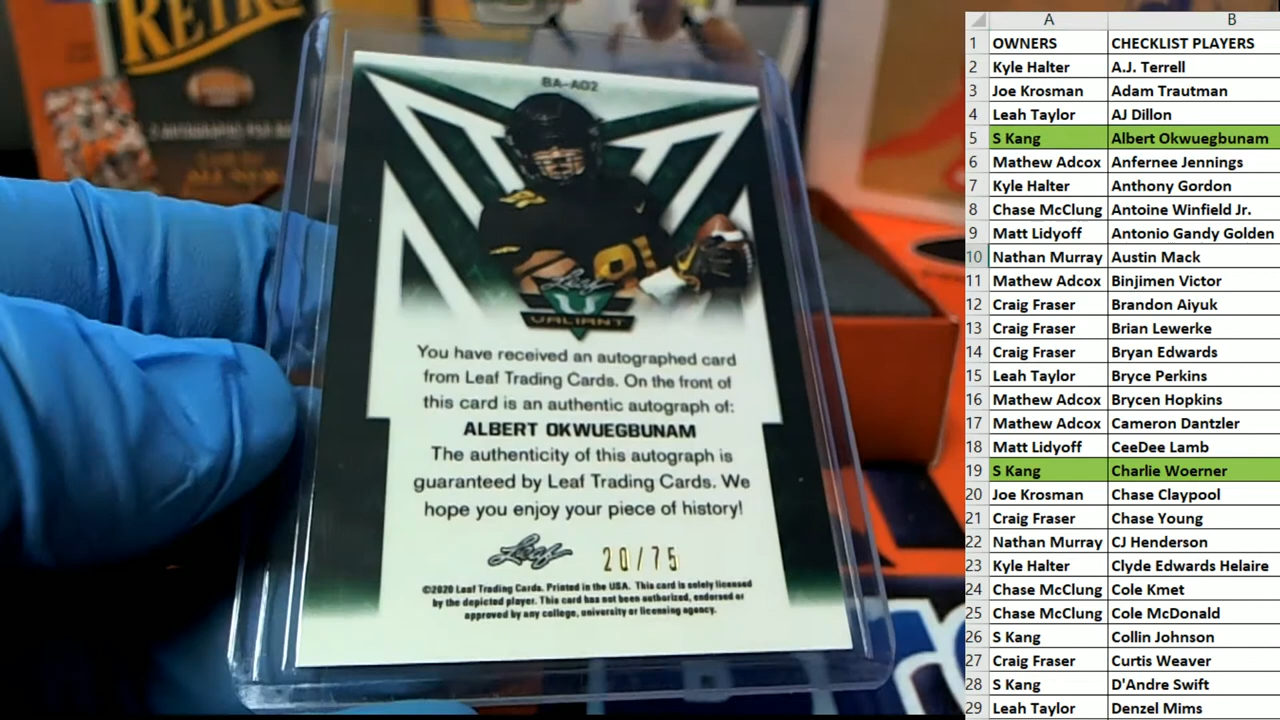 RETRO
2 AUTOGRAPHS PER BOX
BA-A02
Leaf
VALIANT
You have received an autographed card
from Leaf Trading Cards. On the front of
this card is an authentic autograph of:
ALBERT OKWUEGBUNAM
The authenticity of this autograph is
guaranteed by Leaf Trading Cards. We
hope you enjoy your piece of history!
Leaf 20/75
©2020 Leaf Trading Cards. Printed in the USA. This card is solely licensed
by the depicted player. This card has not been authorized, endorsed or
approved by any college, university or licensing agency.
A B
1 OWNERS CHECKLIST PLAYERS
2 Kyle Halter A.J. Terrell
3 Joe Krosman Adam Trautman
4 Leah Taylor AJ Dillon
5 S Kang Albert Okwuegbunam
6 Mathew Adcox Anfernee Jennings
7 Kyle Halter Anthony Gordon
8 Chase McClung Antoine Winfield Jr.
9 Matt Lidyoff Antonio Gandy Golden
10 Nathan Murray Austin Mack
11 Mathew Adcox Binjimen Victor
12 Craig Fraser Brandon Aiyuk
13 Craig Fraser Brian Lewerke
14 Craig Fraser Bryan Edwards
15 Leah Taylor Bryce Perkins
16 Mathew Adcox Brycen Hopkins
17 Mathew Adcox Cameron Dantzler
18 Matt Lidyoff CeeDee Lamb
19 S Kang Charlie Woerner
20 Joe Krosman Chase Claypool
21 Craig Fraser Chase Young
22 Nathan Murray CJ Henderson
23 Kyle Halter Clyde Edwards Helaire
24 Chase McClung Cole Kmet
25 Chase McClung Cole McDonald
26 S Kang Collin Johnson
27 Craig Fraser Curtis Weaver
28 S Kang D'Andre Swift
29 Leah Taylor Denzel Mims